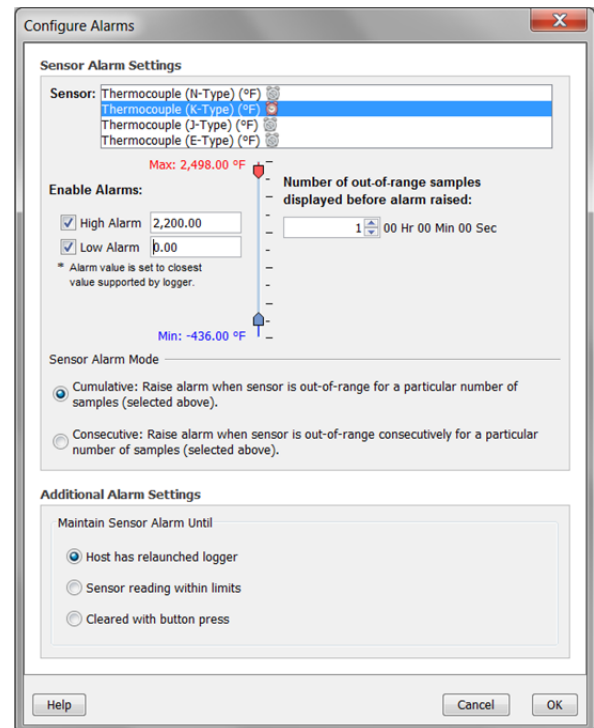 Configure Alarms
Sensor Alarm Settings
Sensor: Thermocouple (N-Type) (°F)
Thermocouple (K-Type) (°F)
Thermocouple (J-Type) (°F)
Thermocouple (E-Type) (°F)
Max: 2,498.00 °F
Enable Alarms:
High Alarm 2,200.00
Low Alarm 0.00
* Alarm value is set to closest
value supported by logger.
Min: -436.00 °F
Number of out-of-range samples
displayed before alarm raised:
1 00 Hr 00 Min 00 Sec
Sensor Alarm Mode
Cumulative: Raise alarm when sensor is out-of-range for a particular number of
samples (selected above).
Consecutive: Raise alarm when sensor is out-of-range consecutively for a particular
number of samples (selected above).
Additional Alarm Settings
Maintain Sensor Alarm Until
Host has relaunched logger
Sensor reading within limits
Cleared with button press
Help
Cancel
OK